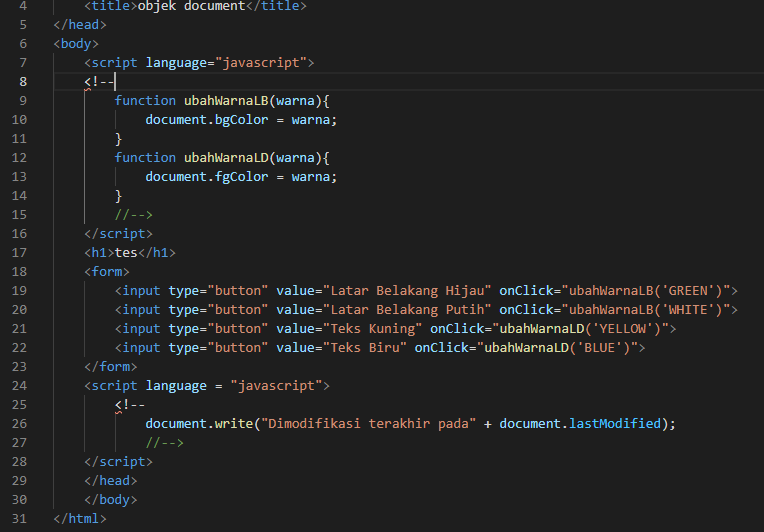 4 <title>objek document</title>
5 </head>
6 <body>
7 <script language="javascript">
8 <!--
9 function ubahWarnaLB(warna){
10 document.bgColor = warna;
11 }
12 function ubahWarnaLD(warna){
13 document.fgColor = warna;
14 }
15 //-->
16 </script>
17 <h1>tes</h1>
18 <form>
19 <input type="button" value="Latar Belakang Hijau" onClick="ubahWarnaLB('GREEN')">
20 <input type="button" value="Latar Belakang Putih" onClick="ubahWarnaLB('WHITE')">
21 <input type="button" value="Teks Kuning" onClick="ubahWarnaLD('YELLOW')">
22 <input type="button" value="Teks Biru" onClick="ubahWarnaLD('BLUE')">
23 </form>
24 <script language = "javascript">
25 <!--
26 document.write("Dimodifikasi terakhir pada" + document.lastModified);
27 //-->
28 </script>
29 </head>
30 </body>
31 </html>